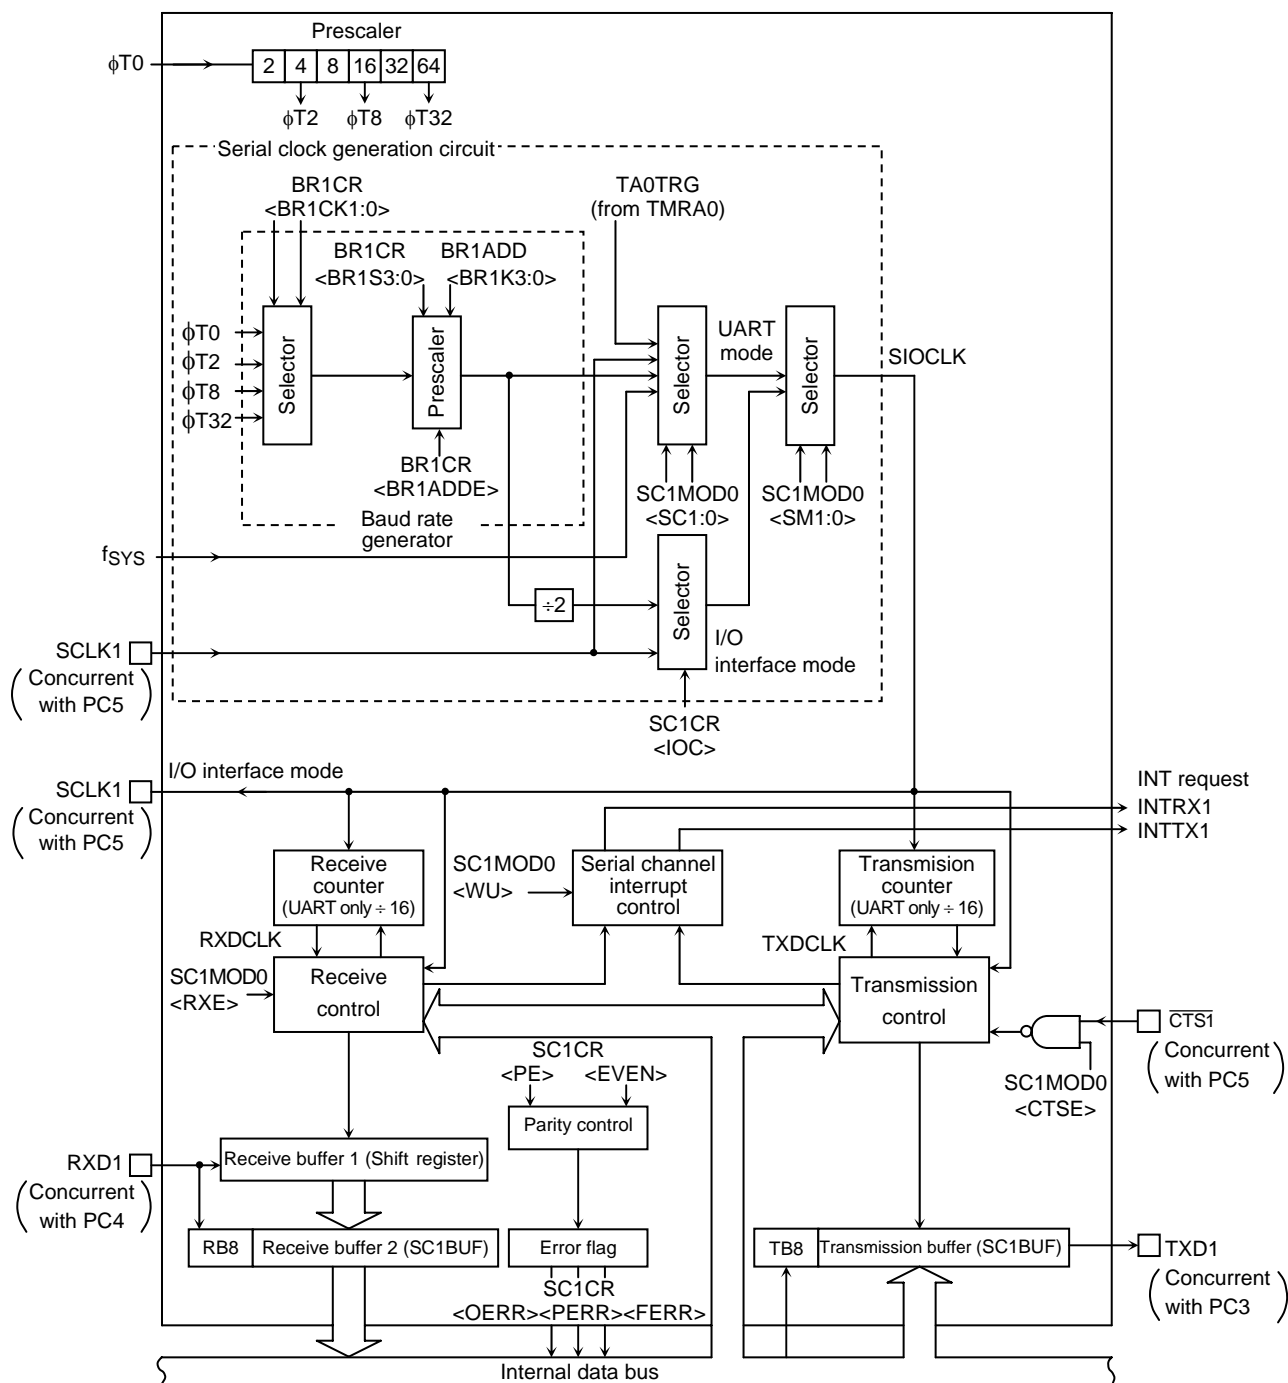 Prescaler
ϕT0
2 4 8 16 32 64
ϕT2 ϕT8 ϕT32
Serial clock generation circuit
BR1CR
<BR1CK1:0>
TA0TRG
(from TMRA0)
BR1CR
<BR1S3:0>
BR1ADD
<BR1K3:0>
ϕT0
ϕT2
ϕT8
ϕT32
Selector
Prescaler
Selector
UART
mode
Selector
SIOCLK
BR1CR
<BR1ADDE>
SC1MOD0
<SC1:0>
SC1MOD0
<SM1:0>
Baud rate
generator
fSYS
÷2
Selector
I/O
interface mode
SCLK1
(Concurrent
with PC5)
SC1CR
<IOC>
I/O interface mode
SCLK1
(Concurrent
with PC5)
INT request
INTRX1
INTTX1
Receive
counter
(UART only ÷ 16)
SC1MOD0
<WU>
Serial channel
interrupt
control
Transmision
counter
(UART only ÷ 16)
RXDCLK
TXDCLK
SC1MOD0
<RXE>
Receive
control
Transmission
control
CTS1
(Concurrent
with PC5)
SC1MOD0
<CTSE>
SC1CR
<PE> <EVEN>
Parity control
RXD1
(Concurrent
with PC4)
Receive buffer 1 (Shift register)
RB8
Receive buffer 2 (SC1BUF)
Error flag
TB8
Transmission buffer (SC1BUF)
TXD1
(Concurrent
with PC3)
SC1CR
<OERR><PERR><FERR>
Internal data bus